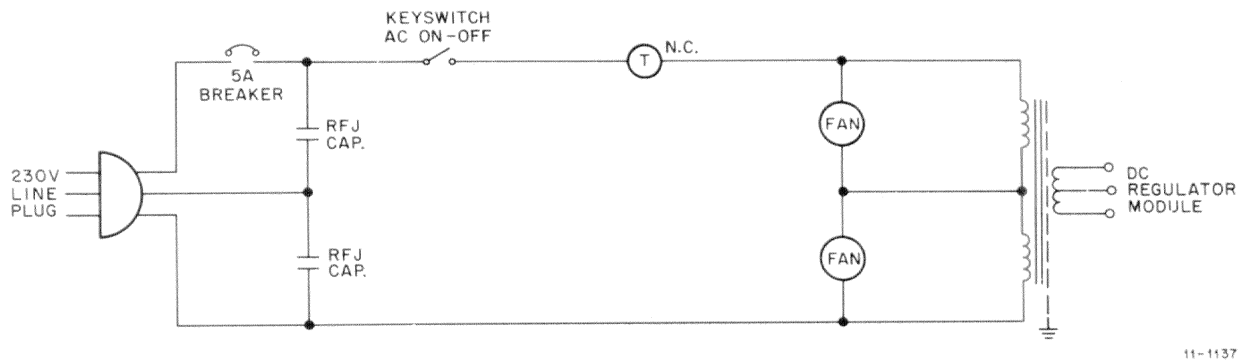 KEYSWITCH
AC ON-OFF
N.C.
T
5A
BREAKER
RFJ
CAP.
FAN
230V
LINE
PLUG
DC
REGULATOR
MODULE
RFJ
CAP.
FAN
11-1137